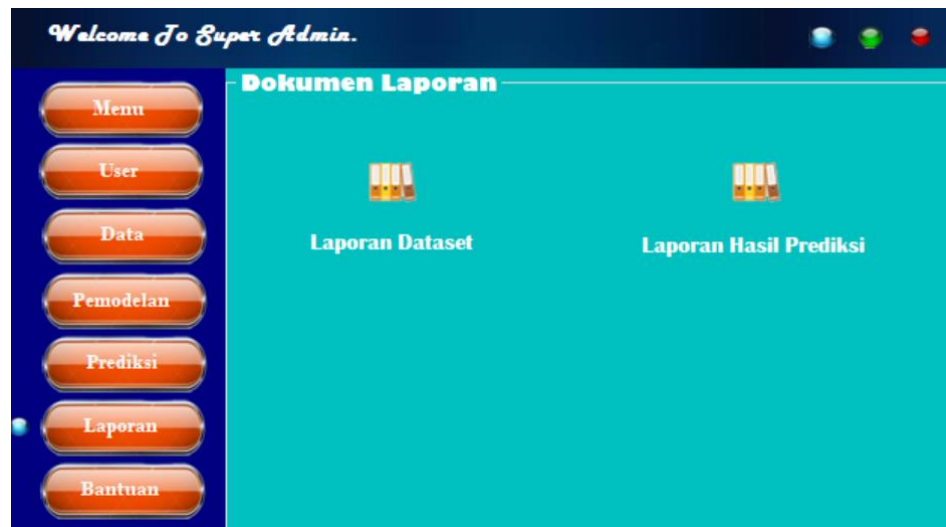 Welcome To Super Admin.
Dokumen Laporan
Menu
User
Data
Pemodelan
Prediksi
Laporan
Bantuan
Laporan Dataset
Laporan Hasil Prediksi